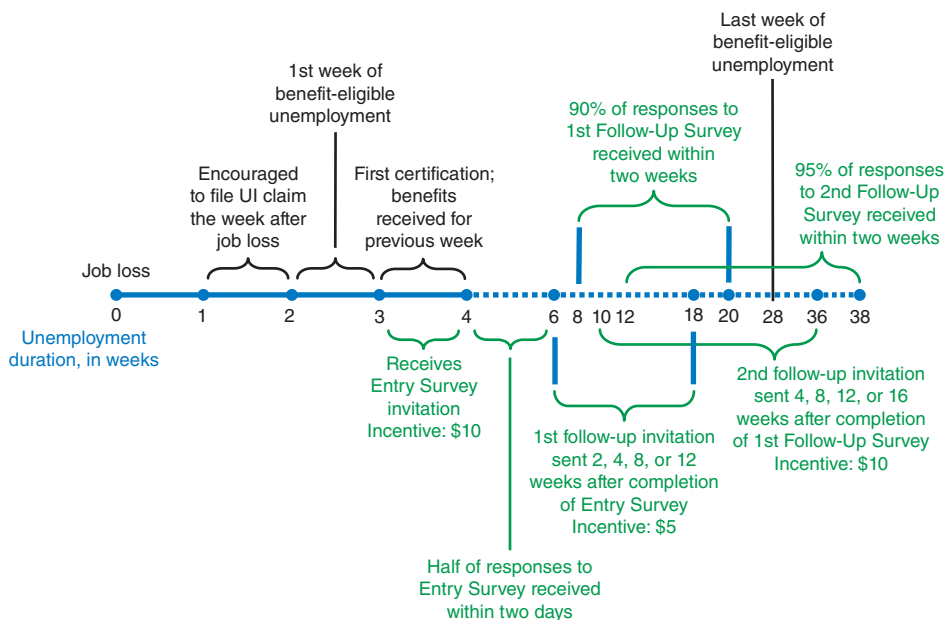 Last week of
benefit-eligible
unemployment
1st week of
benefit-eligible
unemployment
90% of responses to
1st Follow-Up Survey
received within
two weeks
Encouraged
to file UI claim
the week after
job loss
First certification;
benefits
received for
previous week
95% of responses
to 2nd Follow-Up
Survey received
within two weeks
Job loss
0 1 2 3 4 6 8 10 12 18 20 28 36 38
Unemployment
duration, in weeks
Receives
Entry Survey
invitation
Incentive: $10
1st follow-up invitation
sent 2, 4, 8, or 12
weeks after completion
of Entry Survey
Incentive: $5
2nd follow-up invitation
sent 4, 8, 12, or 16
weeks after completion
of 1st Follow-Up Survey
Incentive: $10
Half of responses to
Entry Survey received
within two days